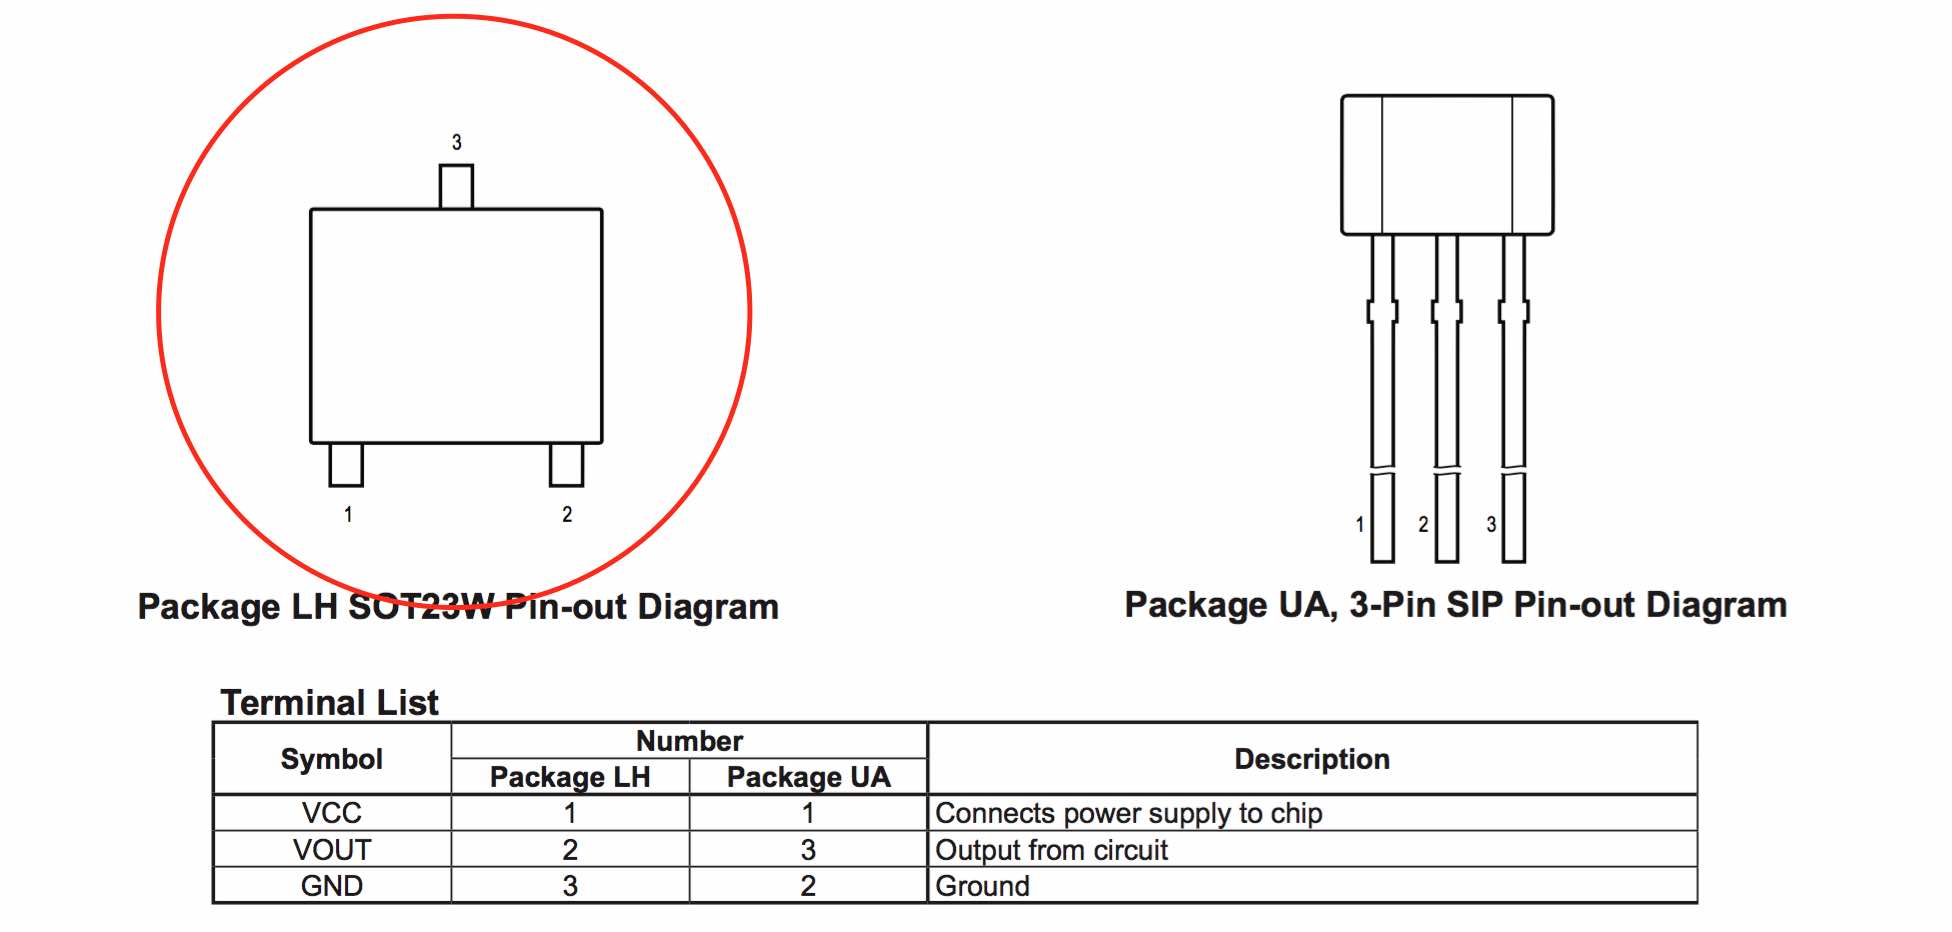 3
1
2
Package LH SOT23W Pin-out Diagram
1 2 3
Package UA, 3-Pin SIP Pin-out Diagram
Terminal List
Symbol Number Description
Package LH Package UA
VCC 1 1 Connects power supply to chip
VOUT 2 3 Output from circuit
GND 3 2 Ground